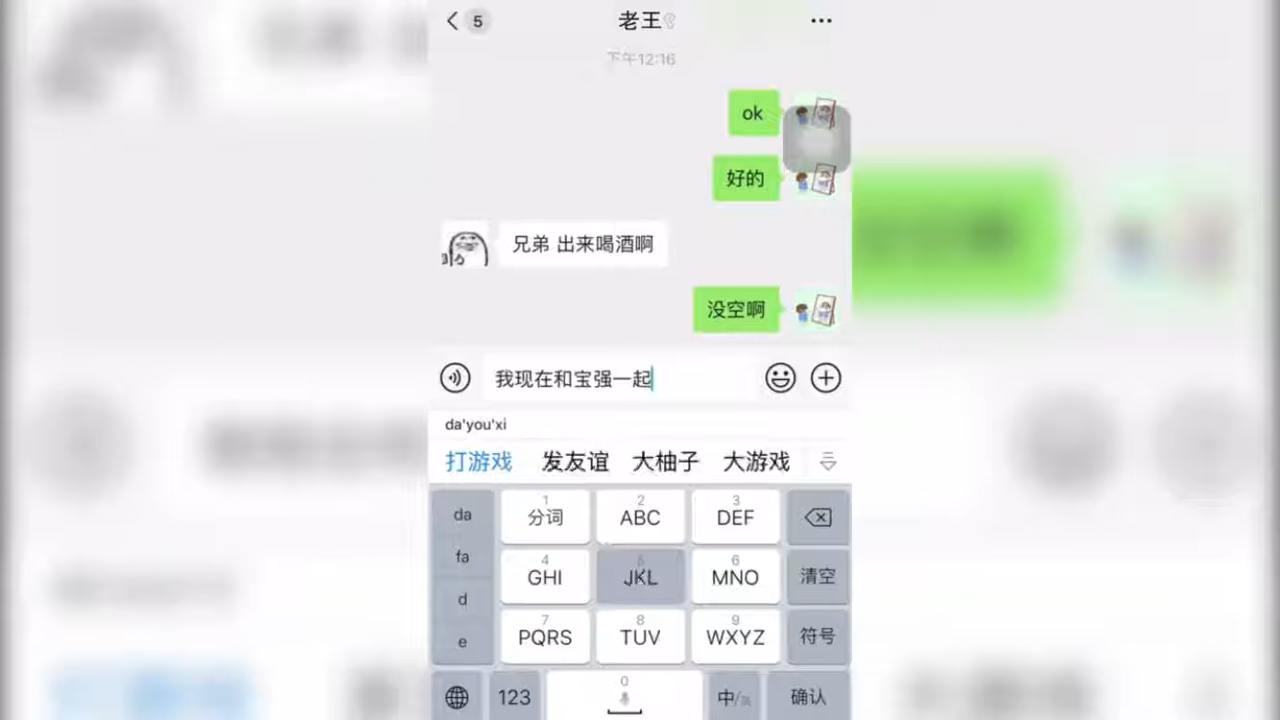 5
老王
下午12:16
ok
好的
兄弟 出来喝酒啊
没空啊
我现在和宝强一起
da'you'xi
打游戏 发友谊 大柚子 大游戏
da
fa
d
e
1
分词
2
ABC
3
DEF
4
GHI
5
JKL
6
MNO
清空
7
PQRS
8
TUV
9
WXYZ
符号
123
0
中/英
确认